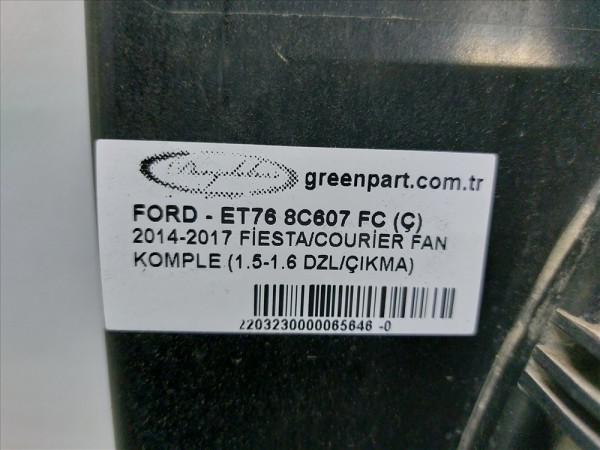 greenpart.com.tr
FORD - ET76 8C607 FC (Ç)
2014-2017 FİESTA/COURİER FAN
KOMPLE (1.5-1.6 DZL/ÇIKMA)
2203230000065646 -0